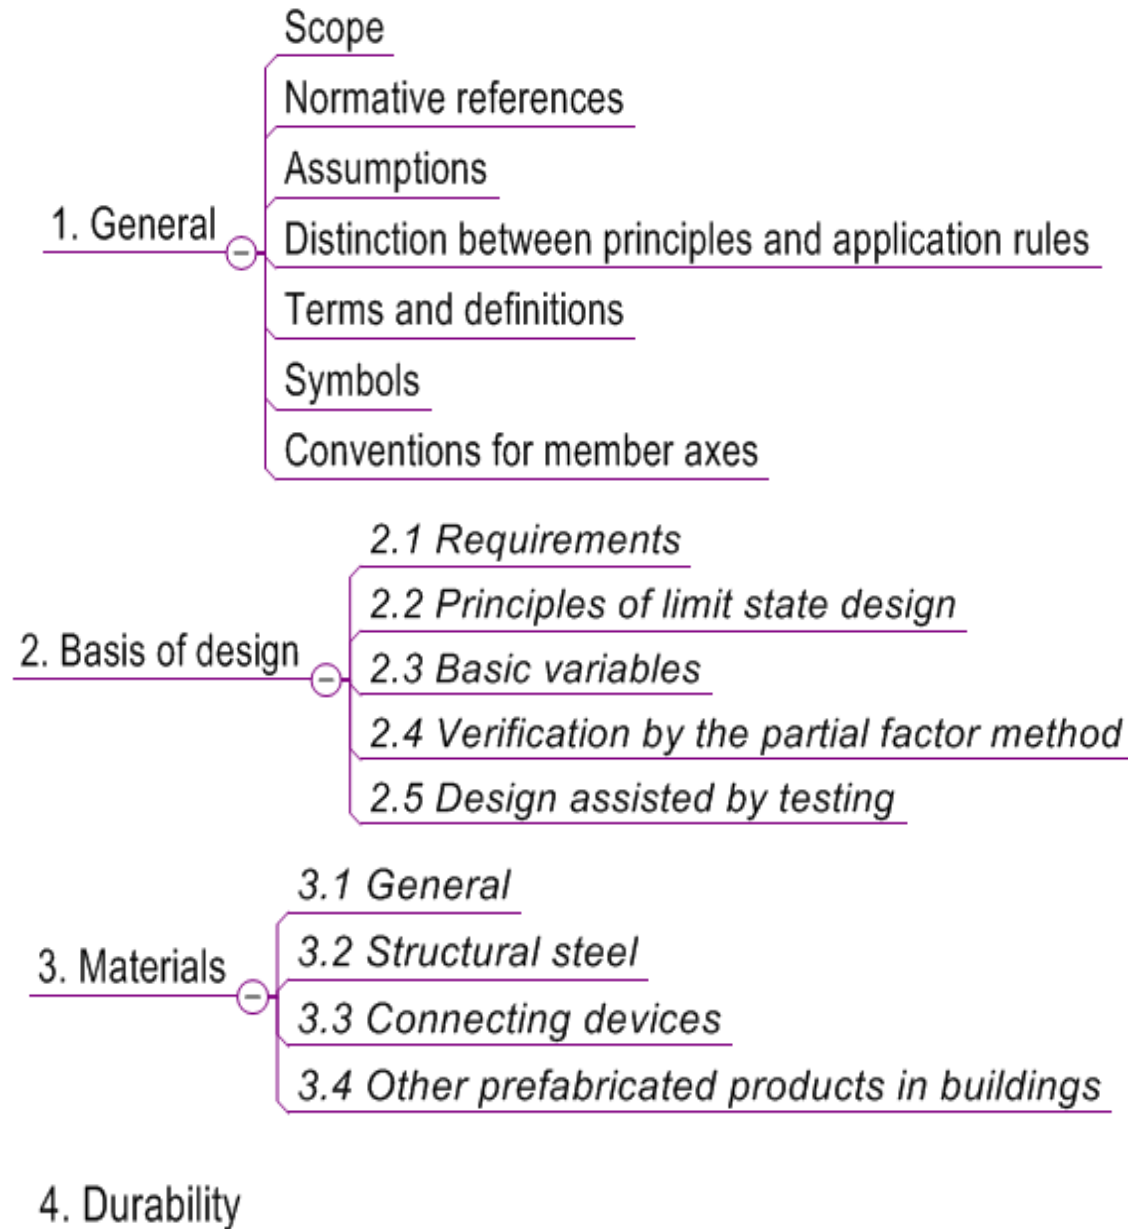 1. General
Scope
Normative references
Assumptions
Distinction between principles and application rules
Terms and definitions
Symbols
Conventions for member axes
2. Basis of design
2.1 Requirements
2.2 Principles of limit state design
2.3 Basic variables
2.4 Verification by the partial factor method
2.5 Design assisted by testing
3. Materials
3.1 General
3.2 Structural steel
3.3 Connecting devices
3.4 Other prefabricated products in buildings
4. Durability